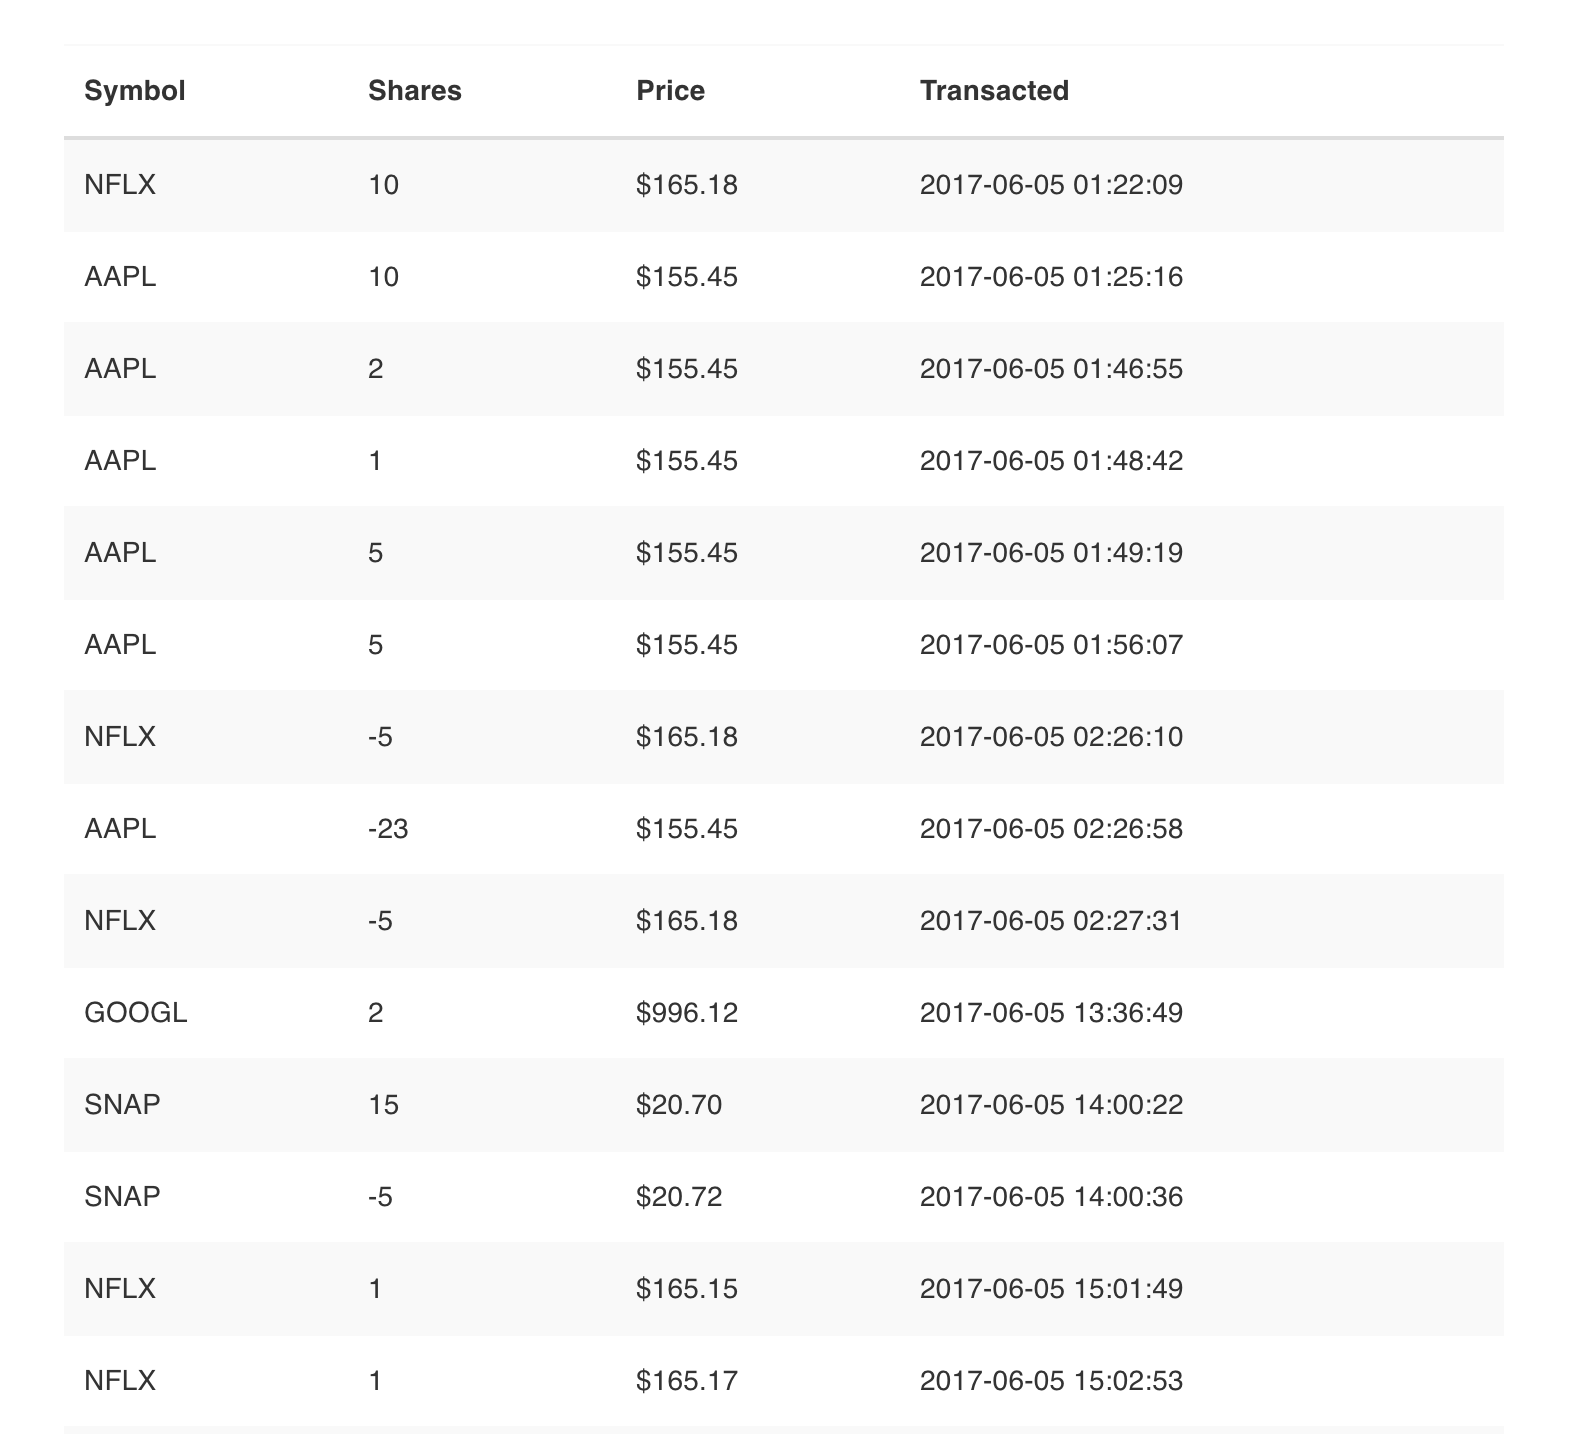 Symbol Shares Price Transacted
NFLX 10 $165.18 2017-06-05 01:22:09
AAPL 10 $155.45 2017-06-05 01:25:16
AAPL 2 $155.45 2017-06-05 01:46:55
AAPL 1 $155.45 2017-06-05 01:48:42
AAPL 5 $155.45 2017-06-05 01:49:19
AAPL 5 $155.45 2017-06-05 01:56:07
NFLX -5 $165.18 2017-06-05 02:26:10
AAPL -23 $155.45 2017-06-05 02:26:58
NFLX -5 $165.18 2017-06-05 02:27:31
GOOGL 2 $996.12 2017-06-05 13:36:49
SNAP 15 $20.70 2017-06-05 14:00:22
SNAP -5 $20.72 2017-06-05 14:00:36
NFLX 1 $165.15 2017-06-05 15:01:49
NFLX 1 $165.17 2017-06-05 15:02:53